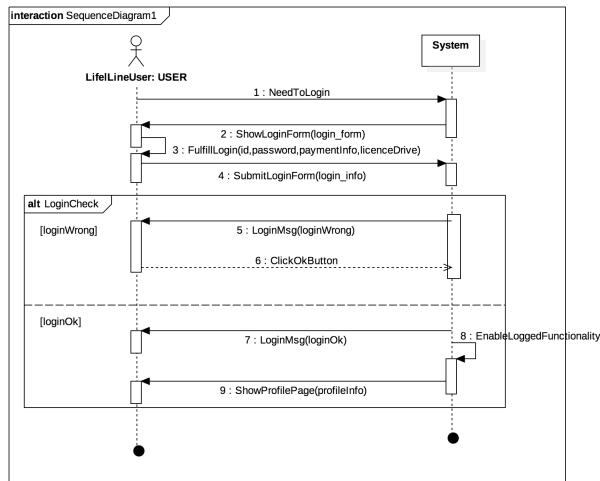 interaction SequenceDiagram1
System
LifelLineUser: USER
1 : NeedToLogin
2 : ShowLoginForm(login_form)
3 : FulfillLogin(id,password,paymentInfo,licenceDrive)
4 : SubmitLoginForm(login_info)
alt LoginCheck
[loginWrong]
5 : LoginMsg(loginWrong)
6 : ClickOkButton
[loginOk]
7 : LoginMsg(loginOk)
8 : EnableLoggedFunctionality
9 : ShowProfilePage(profileInfo)